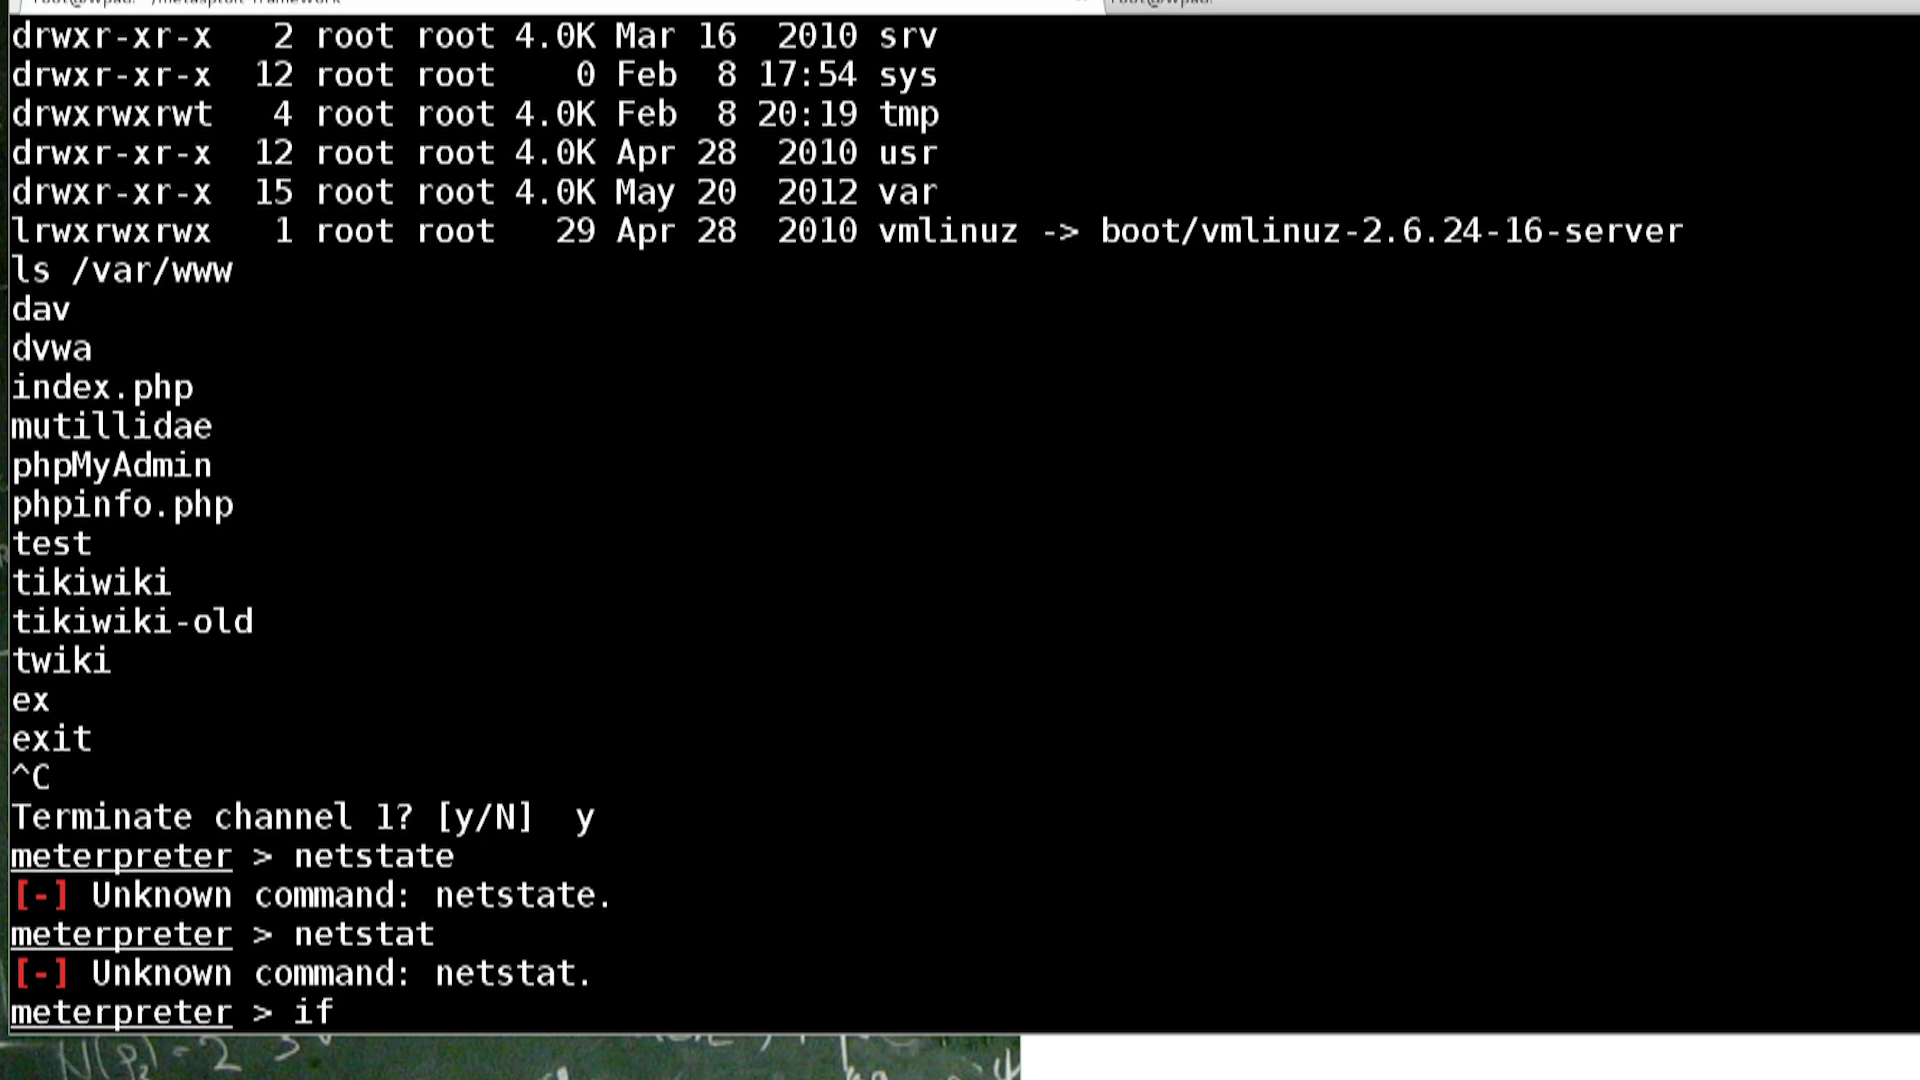 drwxr-xr-x   2 root root 4.0K Mar 16  2010 srv
drwxr-xr-x  12 root root    0 Feb  8 17:54 sys
drwxrwxrwt   4 root root 4.0K Feb  8 20:19 tmp
drwxr-xr-x  12 root root 4.0K Apr 28  2010 usr
drwxr-xr-x  15 root root 4.0K May 20  2012 var
lrwxrwxrwx   1 root root   29 Apr 28  2010 vmlinuz -> boot/vmlinuz-2.6.24-16-server
ls /var/www
dav
dvwa
index.php
mutillidae
phpMyAdmin
phpinfo.php
test
tikiwiki
tikiwiki-old
twiki
ex
exit
^C
Terminate channel 1? [y/N]  y
meterpreter > netstate
[-] Unknown command: netstate.
meterpreter > netstat
[-] Unknown command: netstat.
meterpreter > if